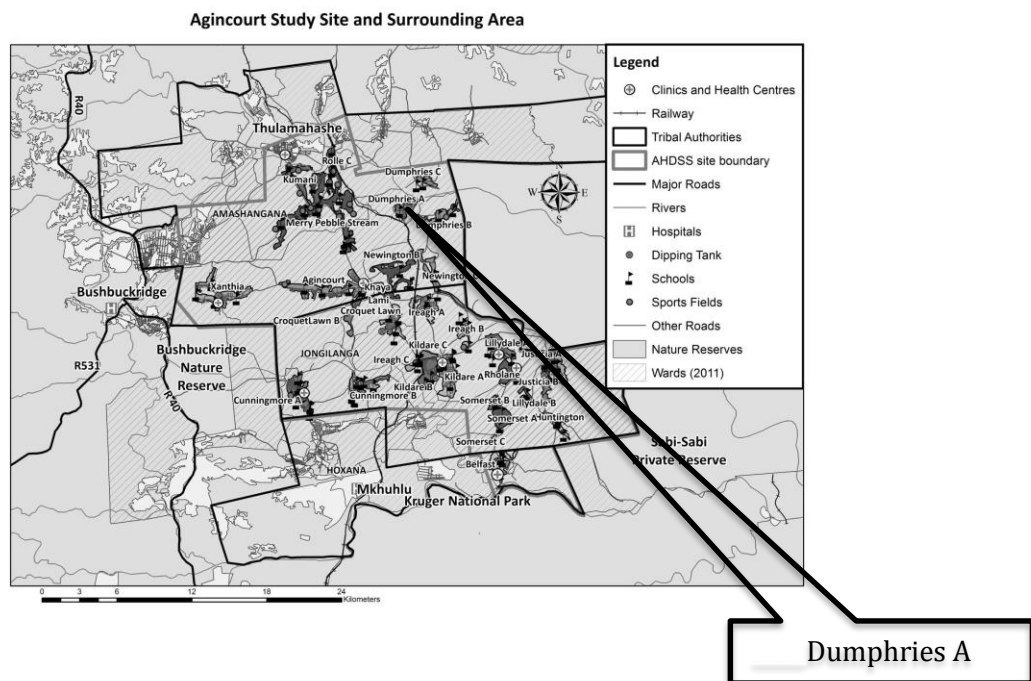 Agincourt Study Site and Surrounding Area
Legend
Clinics and Health Centres
Railway
Tribal Authorities
AHDSS site boundary
Major Roads
Rivers
H Hospitals
Dipping Tank
Schools
Sports Fields
Other Roads
Nature Reserves
Wards (2011)
R40
Thulamahashe
Rolle C
Kumani
Dumphries C
Dumphries A
AMASHANGANA
Merry Pebble Stream
Dumphries B
N
W E
S
Newington B
Newington
Xanthia
Agincourt
Khaya
Lami
Bushbuckridge
H
Croquet Lawn
Ireagh A
CroquetLawn B
Ireagh B
Bushbuckridge
Nature
Reserve
JONGILANGA
Kildare C
Lillydale A
Justicia A
R531
Ireagh C
Kildare A
Rholane
Kildare B
Justicia B
R'40
Cunningmore A
Cunningmore B
Somerset B
Lillydale B
Somerset A
Huntington
Somerset C
Sabi-Sabi
Private Reserve
HOXANA
Belfast
Mkhuhlu
Kruger National Park
0 3 6 12 18 24
Kilometers
Dumphries A